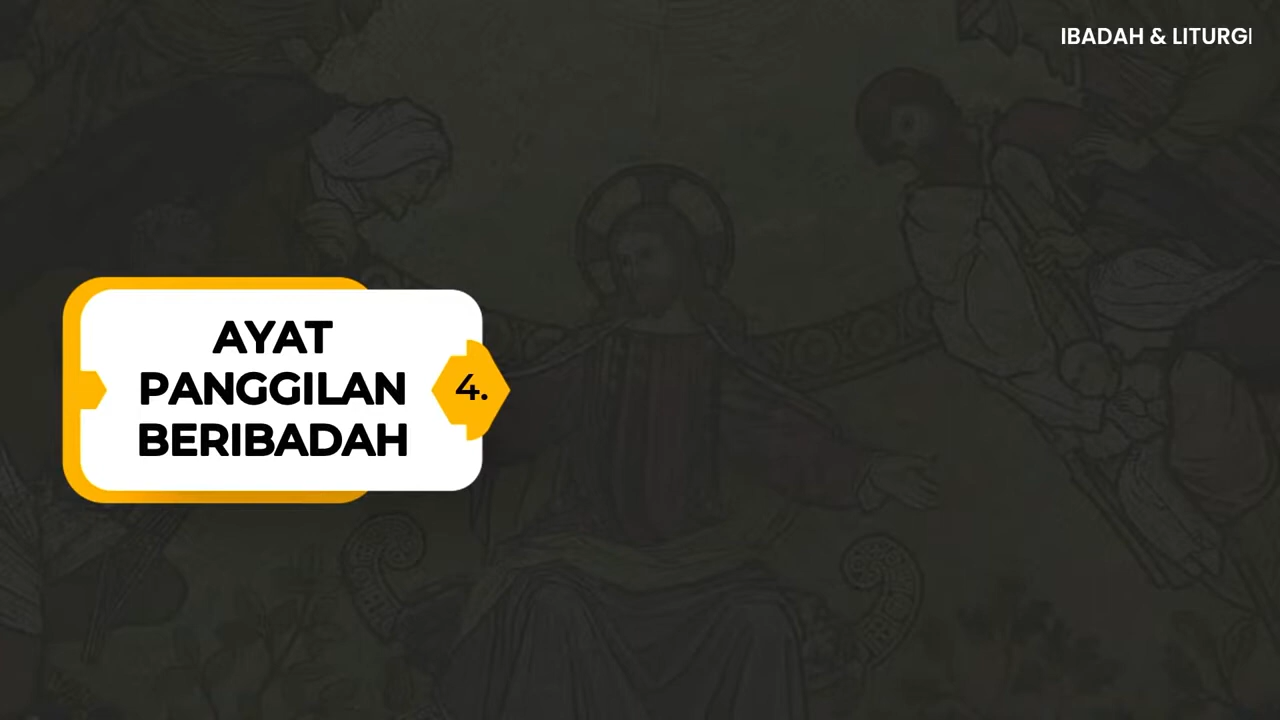 IBADAH & LITURGI
AYAT
PANGGILAN
BERIBADAH
4.